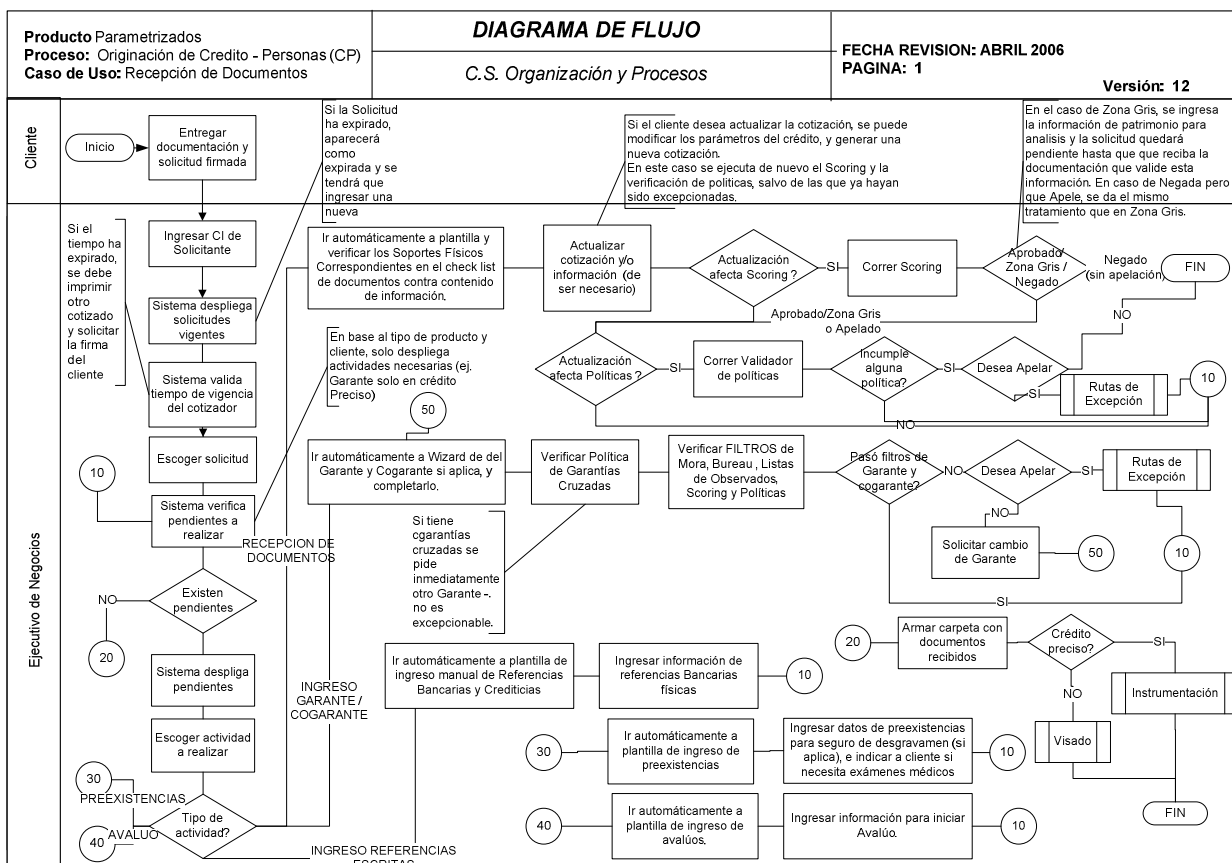 Producto Parametrizados
Proceso: Originación de Credito - Personas (CP)
Caso de Uso: Recepción de Documentos
DIAGRAMA DE FLUJO
C.S. Organización y Procesos
FECHA REVISION: ABRIL 2006
PAGINA: 1
Versión: 12
Cliente
Inicio
Entregar
documentación y
solicitud firmada
Si la Solicitud
ha expirado,
aparecerá
como
expirada y se
tendrá que
ingresar una
nueva
Si el cliente desea actualizar la cotización, se puede
modificar los parámetros del crédito, y generar una
nueva cotización.
En este caso se ejecuta de nuevo el Scoring y la
verificación de politicas, salvo de las que ya hayan
sido excepcionadas.
En el caso de Zona Gris, se ingresa
la información de patrimonio para
analisis y la solicitud quedará
pendiente hasta que que reciba la
documentación que valide esta
información. En caso de Negada pero
que Apele, se da el mismo
tratamiento que en Zona Gris.
Ejecutivo de Negocios
Si el
tiempo ha
expirado,
se debe
imprimir
otro
cotizado
y solicitar
la firma
del
cliente
Ingresar CI de
Solicitante
Sistema despliega
solicitudes
vigentes
Sistema valida
tiempo de vigencia
del cotizador
Escoger solicitud
10
Sistema verifica
pendientes a
realizar
Existen
pendientes
NO
20
Sistema despliga
pendientes
Escoger actividad
a realizar
30
PREEXISTENCIAS
Tipo de
actividad?
AVALUO
40
RECEPCION DE
DOCUMENTOS
INGRESO
GARANTE /
COGARANTE
INGRESO REFERENCIAS
ESCRITAS
Ir automáticamente a plantilla y
verificar los Soportes Físicos
Correspondientes en el check list
de documentos contra contenido
de información.
Actualizar
cotización y/o
información (de
ser necesario)
Actualización
afecta Scoring ?
SI
Correr Scoring
Aprobado/
Zona Gris /
Negado
Negado
(sin apelación)
FIN
Aprobado/Zona Gris
o Apelado
NO
En base al tipo de producto y
cliente, solo despliega
actividades necesarias (ej.
Garante solo en crédito
Preciso)
Actualización
afecta Políticas ?
SI
Correr Validador
de políticas
Incumple
alguna
política?
SI
Desea Apelar
SI
Rutas de
Excepción
10
NO
50
Ir automáticamente a Wizard de del
Garante y Cogarante si aplica, y
completarlo.
Verificar Política
de Garantías
Cruzadas
Verificar FILTROS de
Mora, Bureau , Listas
de Observados,
Scoring y Políticas
Pasó filtros de
Garante y
cogarante?
NO
Desea Apelar
SI
Rutas de
Excepción
NO
Solicitar cambio
de Garante
50
10
SI
Si tiene
cgarantías
cruzadas se
pide
inmediatamente
otro Garante -.
no es
excepcionable.
20
Armar carpeta con
documentos
recibidos
Crédito
preciso?
SI
NO
Instrumentación
Visado
FIN
Ir automáticamente a plantilla de
ingreso manual de Referencias
Bancarias y Crediticias
Ingresar información de
referencias Bancarias
físicas
10
30
Ir automáticamente a
plantilla de ingreso de
preexistencias
Ingresar datos de preexistencias
para seguro de desgravamen (si
aplica), e indicar a cliente si
necesita exámenes médicos
10
40
Ir automáticamente a
plantilla de ingreso de
avalúos.
Ingresar información para iniciar
Avalúo.
10